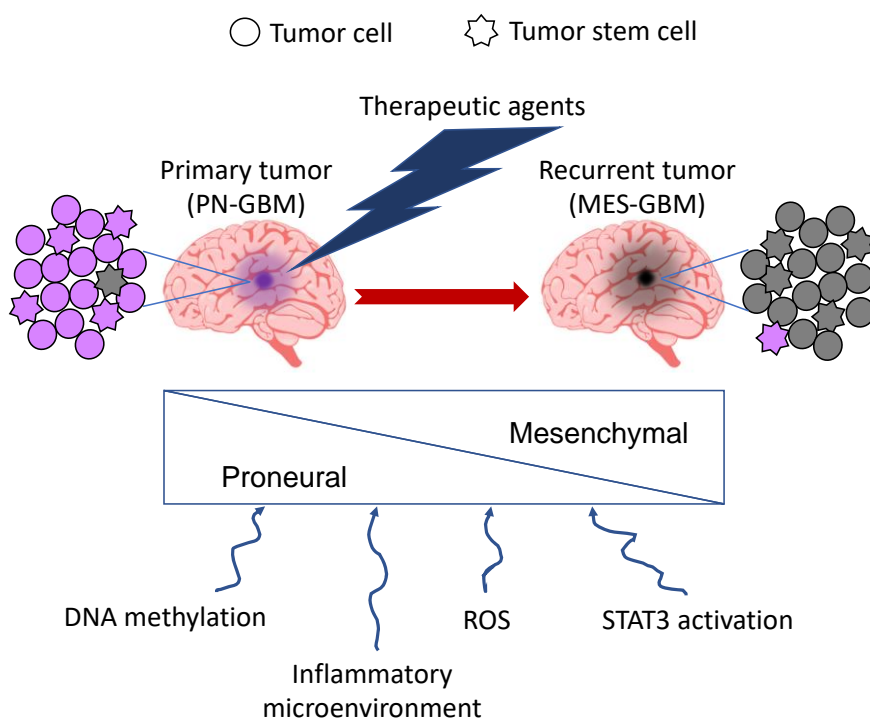 Tumor cell
Tumor stem cell
Therapeutic agents
Primary tumor
(PN-GBM)
Recurrent tumor
(MES-GBM)
Mesenchymal
Proneural
DNA methylation
ROS
STAT3 activation
Inflammatory
microenvironment